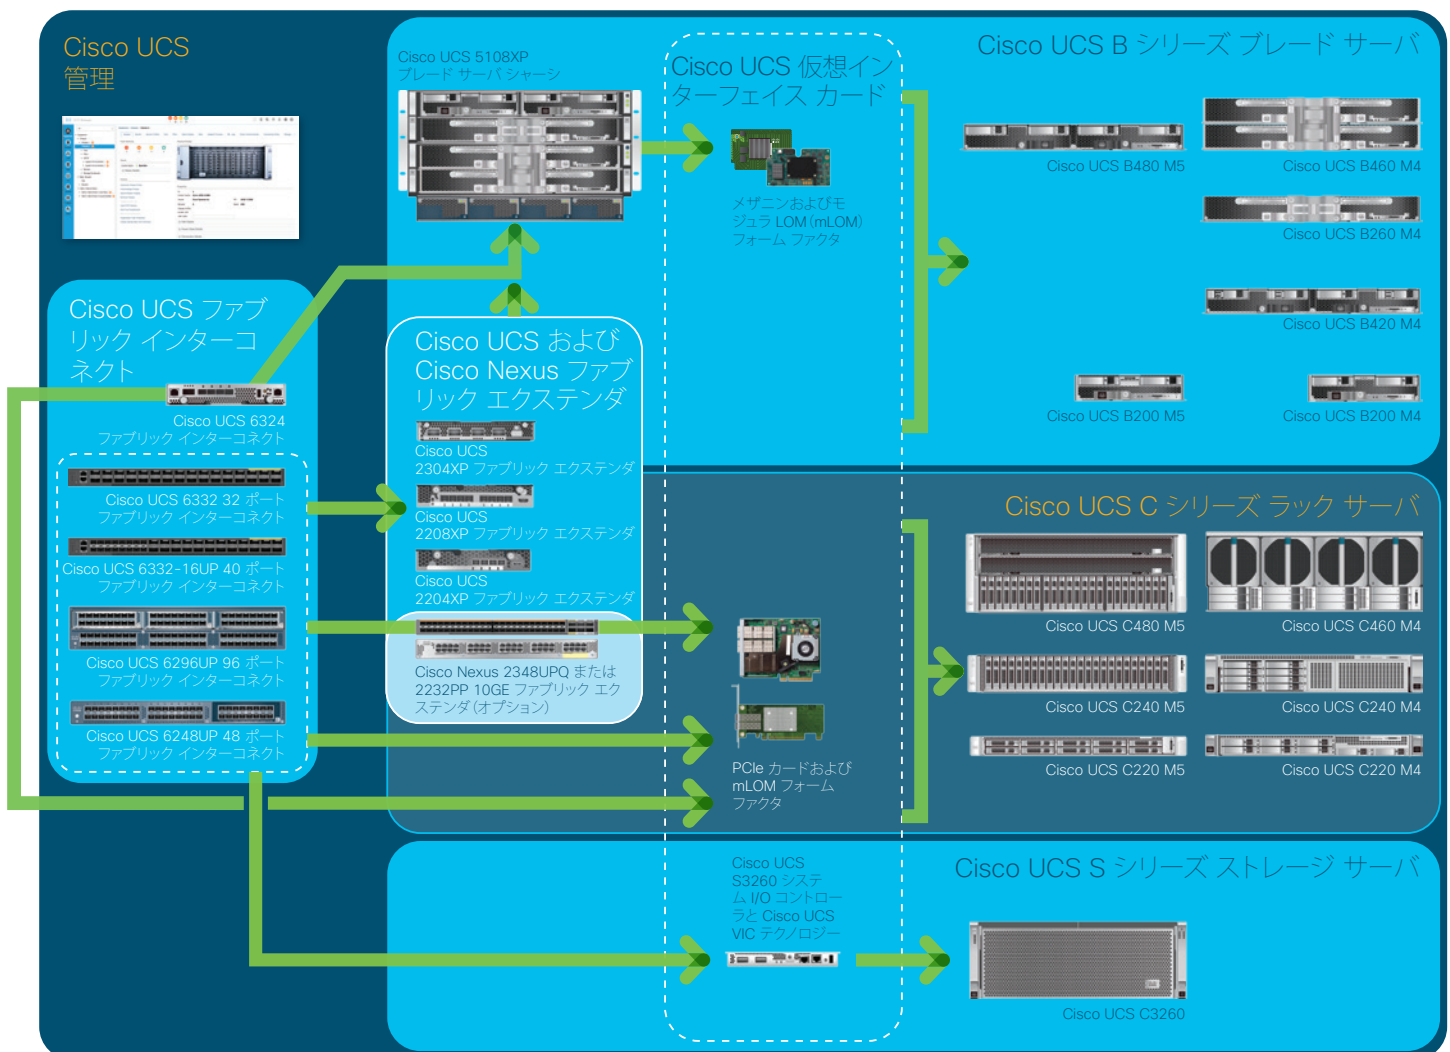 Cisco UCS
管理
Cisco UCS 5108XP
ブレード サーバ シャーシ
Cisco UCS 仮想イン
ターフェイス カード
メザニンおよびモ
ジュラ LOM（mLOM）
フォーム ファクタ
Cisco UCS B シリーズ ブレード サーバ
Cisco UCS B480 M5
Cisco UCS B460 M4
Cisco UCS B260 M4
Cisco UCS B420 M4
Cisco UCS B200 M5
Cisco UCS B200 M4
Cisco UCS ファブ
リック インターコ
ネクト
Cisco UCS 6324
ファブリック インターコネクト
Cisco UCS 6332 32 ポート
ファブリック インターコネクト
Cisco UCS 6332-16UP 40 ポート
ファブリック インターコネクト
Cisco UCS 6296UP 96 ポート
ファブリック インターコネクト
Cisco UCS 6248UP 48 ポート
ファブリック インターコネクト
Cisco UCS および
Cisco Nexus ファブ
リック エクステンダ
Cisco UCS
2304XP ファブリック エクステンダ
Cisco UCS
2208XP ファブリック エクステンダ
Cisco UCS
2204XP ファブリック エクステンダ
Cisco Nexus 2348UPQ または
2232PP 10GE ファブリック エク
ステンダ（オプション）
PCIe カードおよび
mLOM フォーム
ファクタ
Cisco UCS C シリーズ ラック サーバ
Cisco UCS C480 M5
Cisco UCS C460 M4
Cisco UCS C240 M5
Cisco UCS C240 M4
Cisco UCS C220 M5
Cisco UCS C220 M4
Cisco UCS
S3260 システ
ム I/O コントロー
ラと Cisco UCS
VIC テクノロジー
Cisco UCS S シリーズ ストレージ サーバ
Cisco UCS C3260